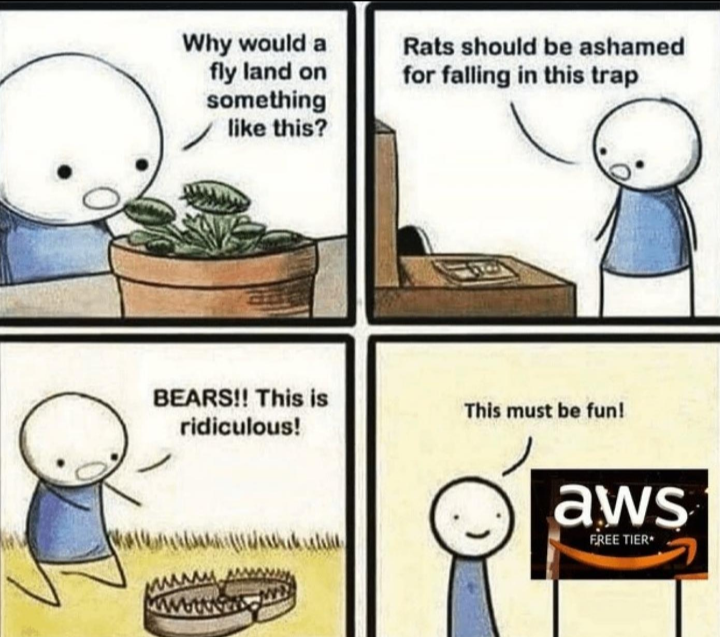 Why would a
fly land on
something
like this?
Rats should be ashamed
for falling in this trap
BEARS!! This is
ridiculous!
This must be fun!
aws
FREE TIER*